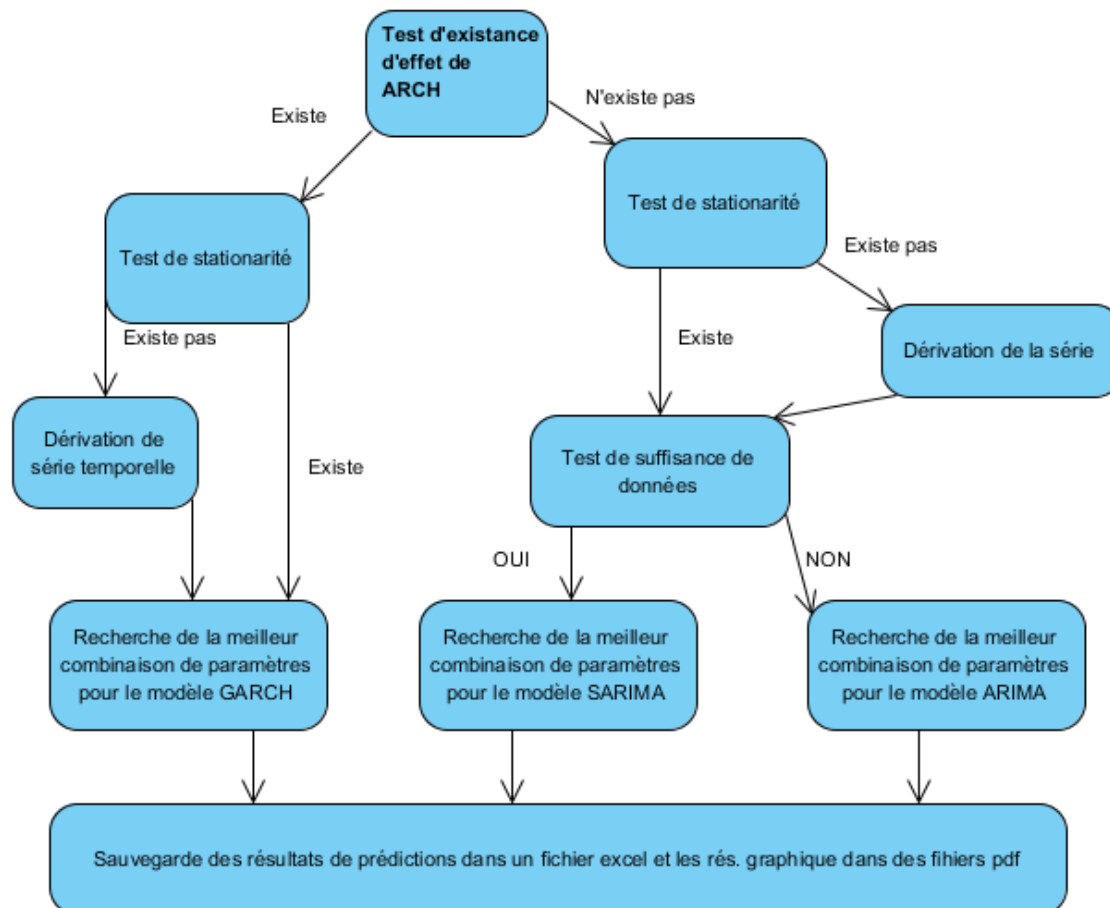 Test d'existance
d'effet de
ARCH
Existe
N'existe pas
Test de stationarité
Test de stationarité
Existe pas
Existe pas
Existe
Dérivation de la série
Dérivation de
série temporelle
Existe
Test de suffisance de
données
OUI
NON
Recherche de la meilleur
combinaison de paramètres
pour le modèle GARCH
Recherche de la meilleur
combinaison de paramètres
pour le modèle SARIMA
Recherche de la meilleur
combinaison de paramètres
pour le modèle ARIMA
Sauvegarde des résultats de prédictions dans un fichier excel et les rés. graphique dans des fihiers pdf